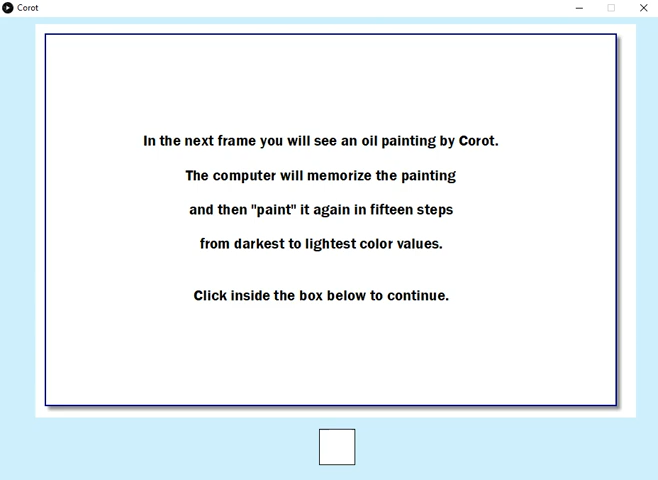 Corot
In the next frame you will see an oil painting by Corot.
The computer will memorize the painting
and then "paint" it again in fifteen steps
from darkest to lightest color values.
Click inside the box below to continue.